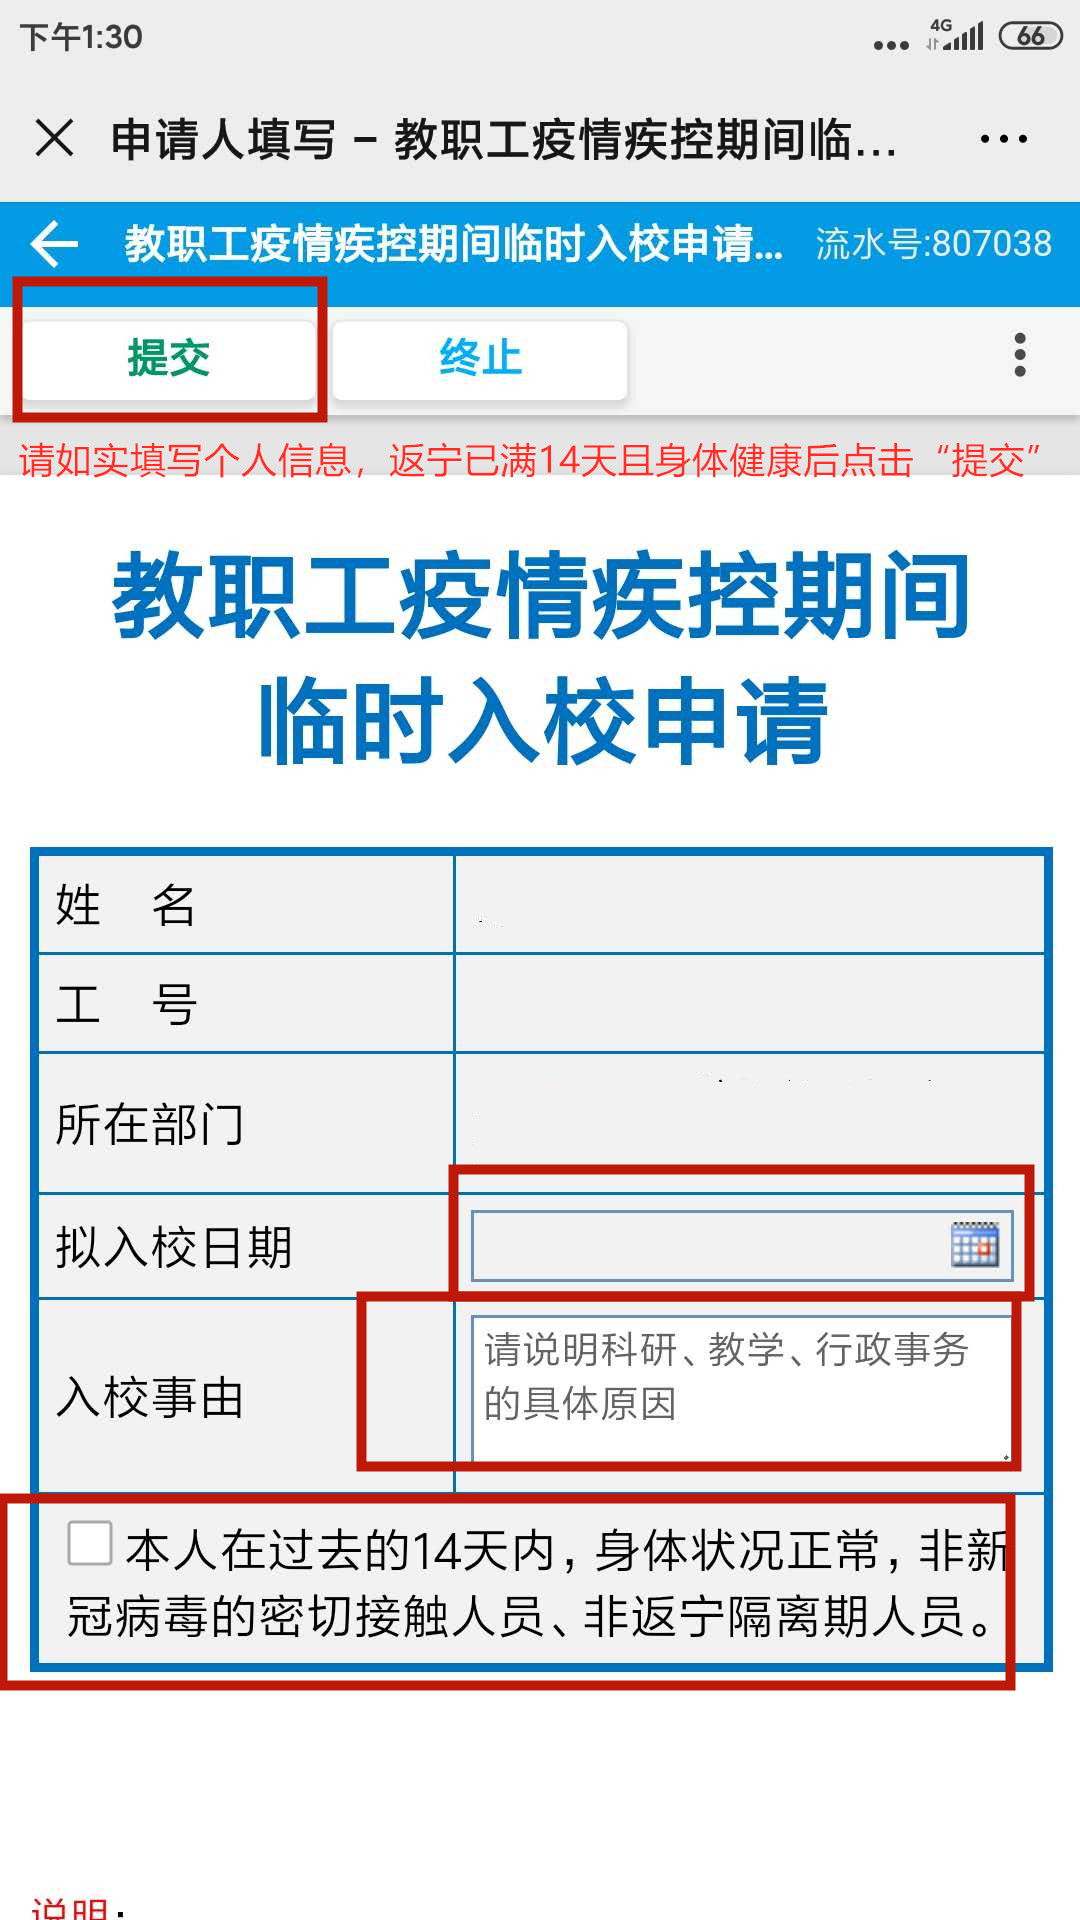 下午1:30
4G
66
申请人填写 – 教职工疫情疾控期间临...
教职工疫情疾控期间临时入校申请...
流水号:807038
提交
终止
请如实填写个人信息，返宁已满14天且身体健康后点击“提交”
教职工疫情疾控期间
临时入校申请
姓 名
工 号
所在部门
拟入校日期
入校事由
请说明科研、教学、行政事务
的具体原因
本人在过去的14天内，身体状况正常，非新
冠病毒的密切接触人员、非返宁隔离期人员。
说明：